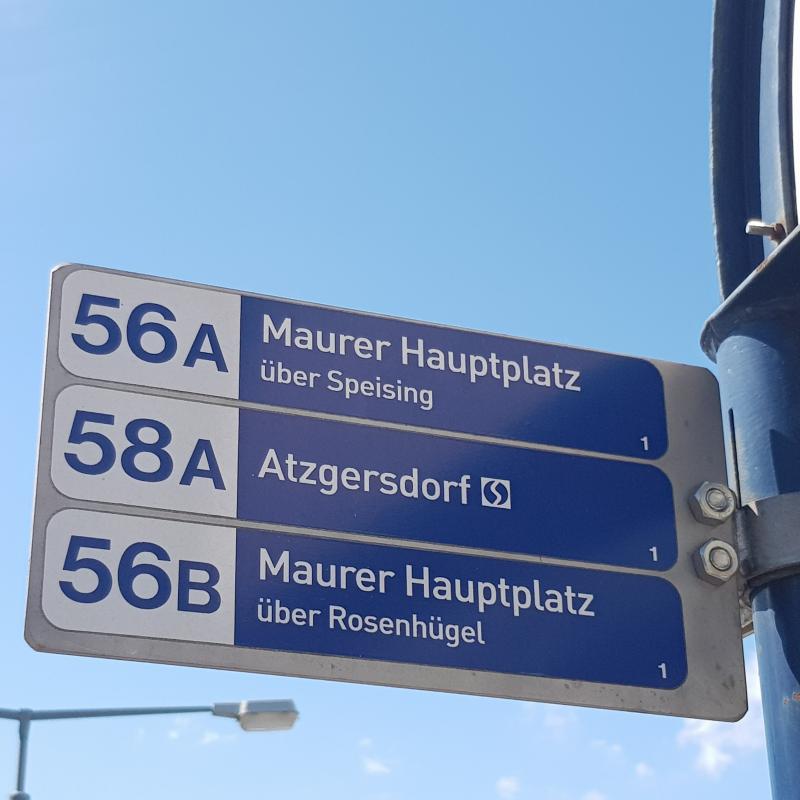 56A Maurer Hauptplatz
über Speising
1
58A Atzgersdorf
1
56B Maurer Hauptplatz
über Rosenhügel
1